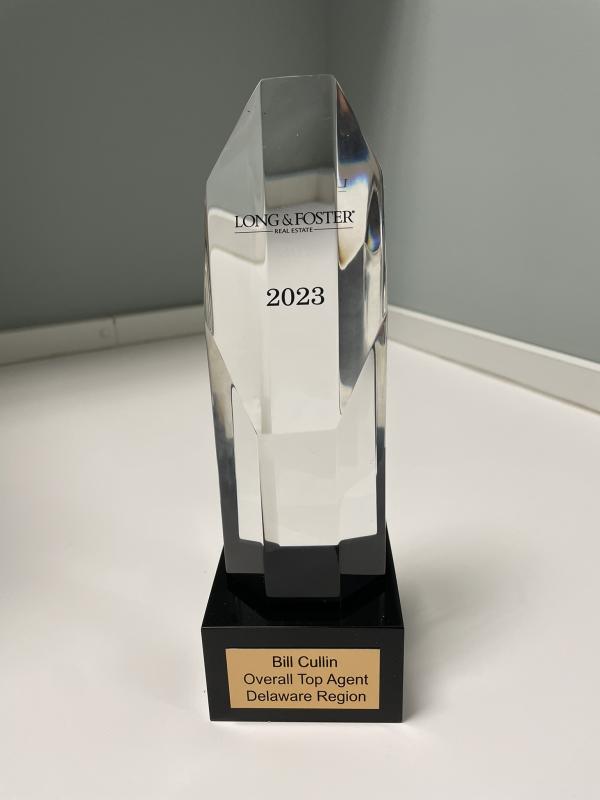 LONG & FOSTER®
REAL ESTATE
2023
Bill Cullin
Overall Top Agent
Delaware Region